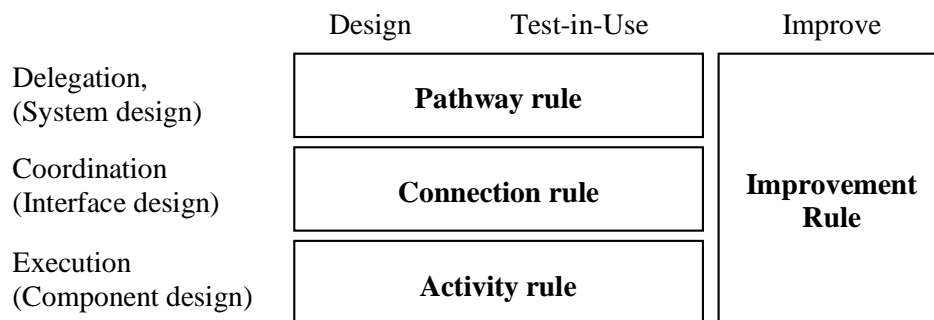 Design Test-in-Use Improve
Delegation,
(System design)
Pathway rule
Coordination
(Interface design)
Connection rule
Improvement
Rule
Execution
(Component design)
Activity rule